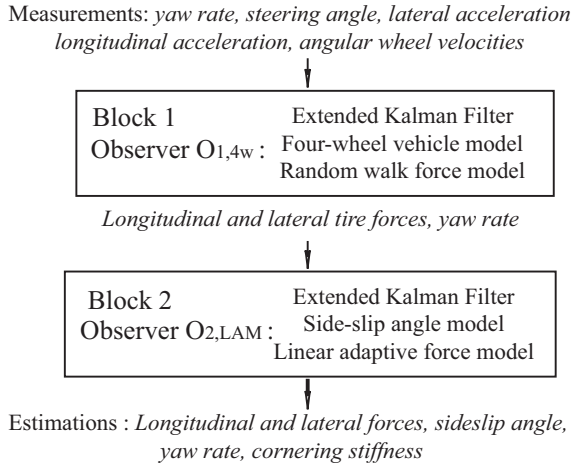 Measurements: yaw rate, steering angle, lateral acceleration
longitudinal acceleration, angular wheel velocities
Block 1
Observer O1,4w :
Extended Kalman Filter
Four-wheel vehicle model
Random walk force model
Longitudinal and lateral tire forces, yaw rate
Block 2
Observer O2,LAM :
Extended Kalman Filter
Side-slip angle model
Linear adaptive force model
Estimations : Longitudinal and lateral forces, sideslip angle,
yaw rate, cornering stiffness